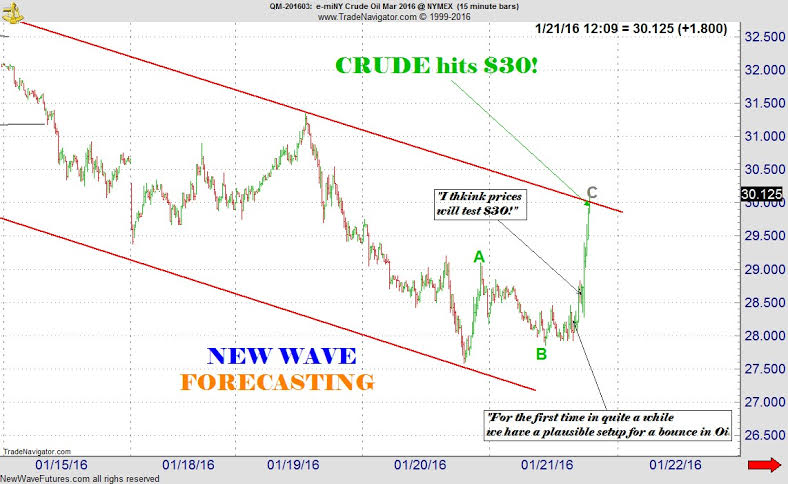 QM-201603: e-miNY Crude Oil Mar 2016 @ NYMEX (15 minute bars)
www.TradeNavigator.com © 1999-2016
1/21/16 12:09 = 30.125 (+1.800)
CRUDE hits $30!
32.500
32.000
31.500
31.000
30.500
30.125
30.000
29.500
29.000
28.500
28.000
27.500
27.000
26.500
C
"I thkink prices
will test $30!"
A
B
NEW WAVE
FORECASTING
"For the first time in quite a while
we have a plausible setup for a bounce in Oi.
TradeNavigator.com
01/15/16 01/18/16 01/19/16 01/20/16 01/21/16 01/22/16
NewWaveFutures.com all righs reserved